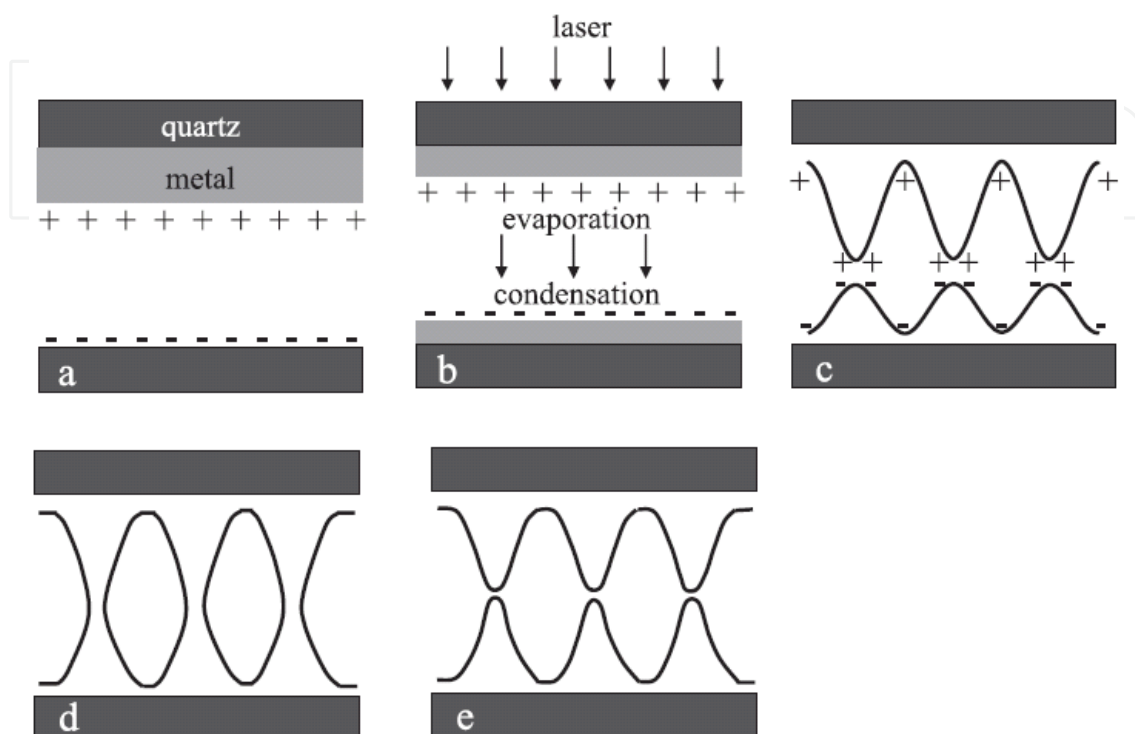 laser
quartz
metal
+ + + + + + + + +
- - - - - - - - - - -
a
+ + + + + + + + +
evaporation
condensation
- - - - - - - - - -
b
+ + + +
+ + + + + +
- - - - - -
- - - -
c
d
e